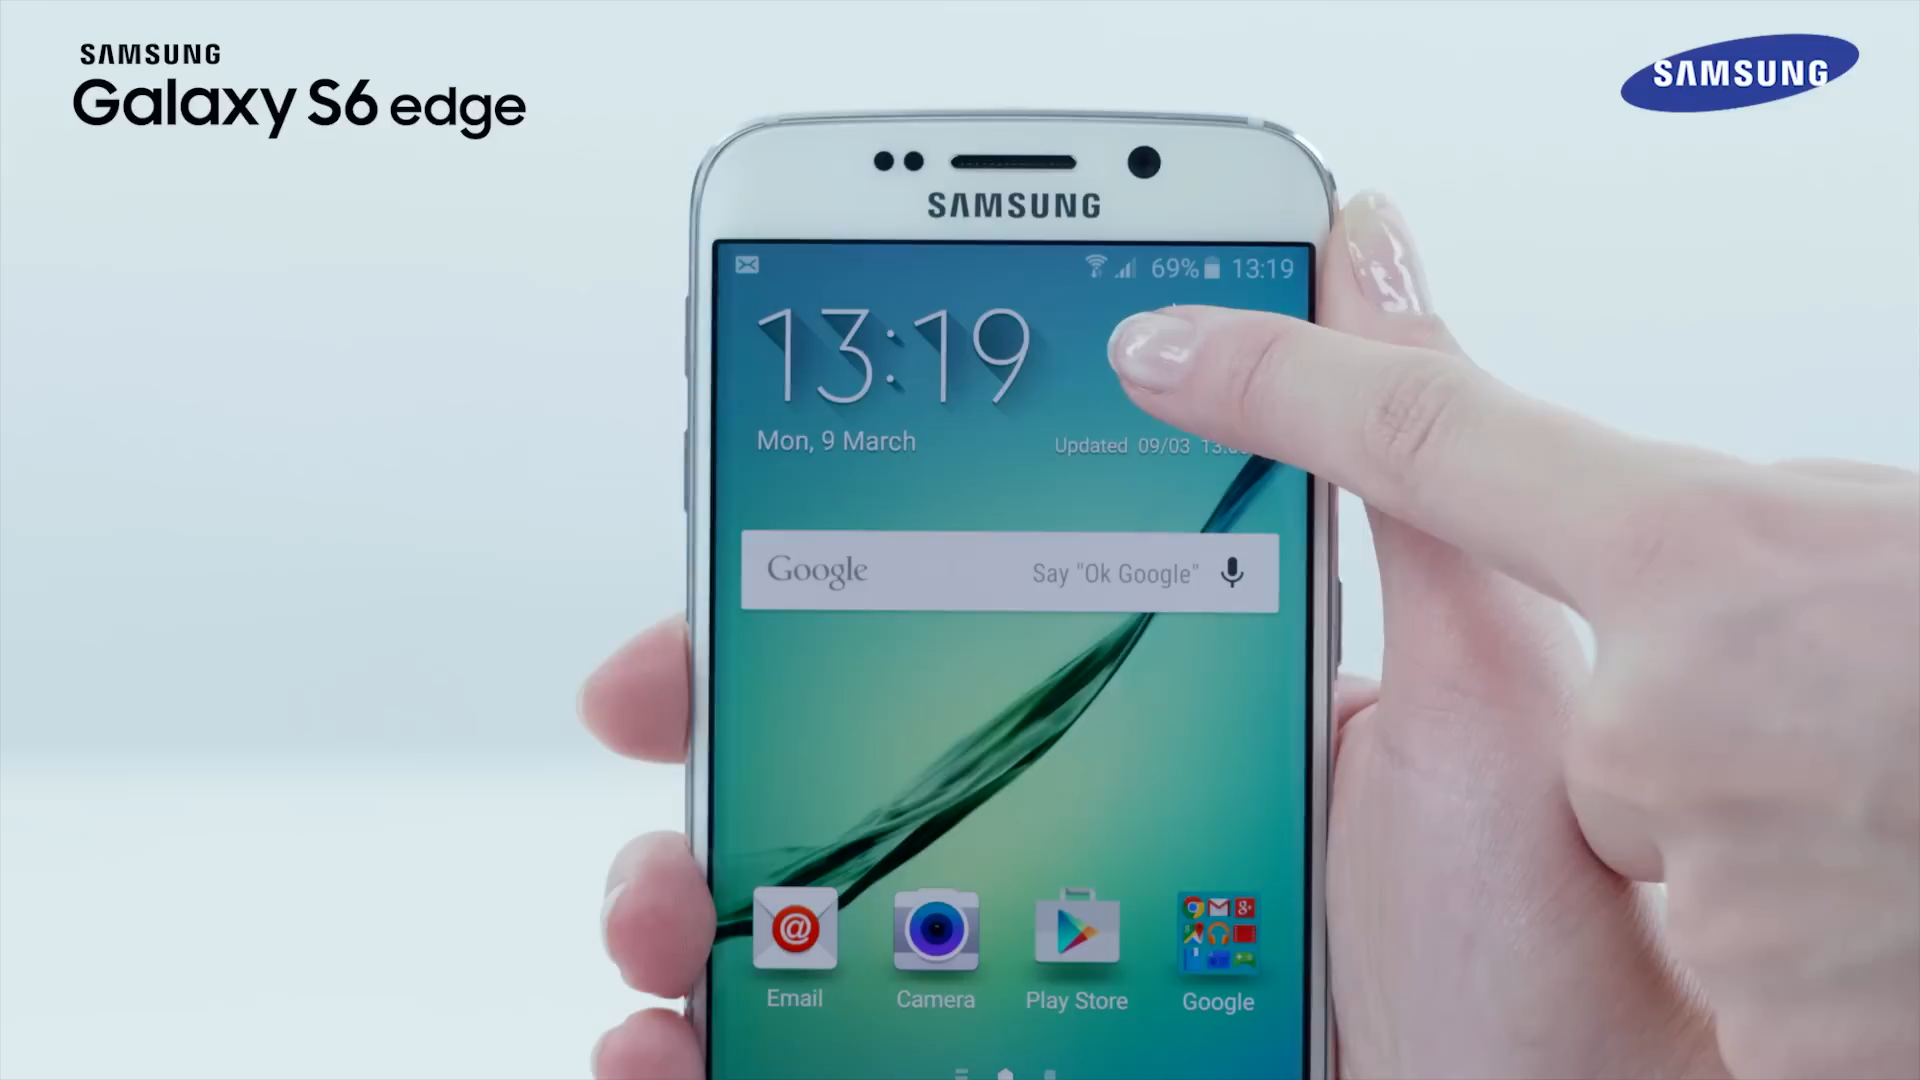 SAMSUNG
Galaxy S6 edge
SAMSUNG
SAMSUNG
69% 13:19
13:19
Mon, 9 March
Updated 09/03
Google Say "Ok Google"
Email Camera Play Store Google